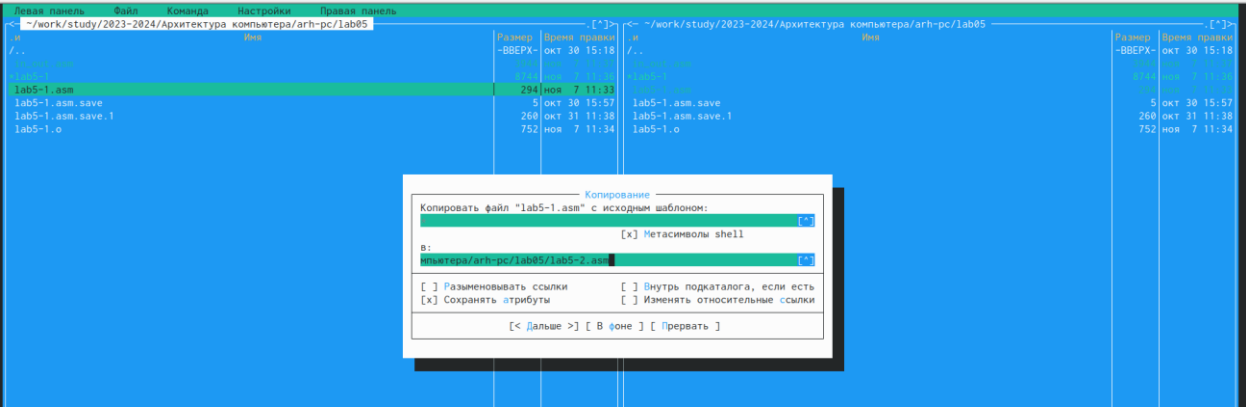 Левая панель Файл Команда Настройки Правая панель
<- ~/work/study/2023-2024/Архитектура компьютера/arh-pc/lab05 .[^]>
.и Имя Размер Время правки
/.. -ВВЕРХ- окт 30 15:18
in_out.asm
*lab5-1 8744 ноя 7 11:36
lab5-1.asm 294 ноя 7 11:33
lab5-1.asm.save 5 окт 30 15:57
lab5-1.asm.save.1 260 окт 31 11:38
lab5-1.o 752 ноя 7 11:34
<- ~/work/study/2023-2024/Архитектура компьютера/arh-pc/lab05 .[^]>
.и Имя Размер Время правки
/.. -ВВЕРХ- окт 30 15:18
*lab5-1 8744 ноя 7 11:36
lab5-1.asm.save 5 окт 30 15:57
lab5-1.asm.save.1 260 окт 31 11:38
lab5-1.o 752 ноя 7 11:34
Копирование
Копировать файл "lab5-1.asm" с исходным шаблоном:
[^]
[x] Метасимволы shell
в:
мпьютера/arh-pc/lab05/lab5-2.asm [^]
[ ] Разыменовывать ссылки [ ] Внутрь подкаталога, если есть
[x] Сохранять атрибуты [ ] Изменять относительные ссылки
[< Дальше >] [ В фоне ] [ Прервать ]